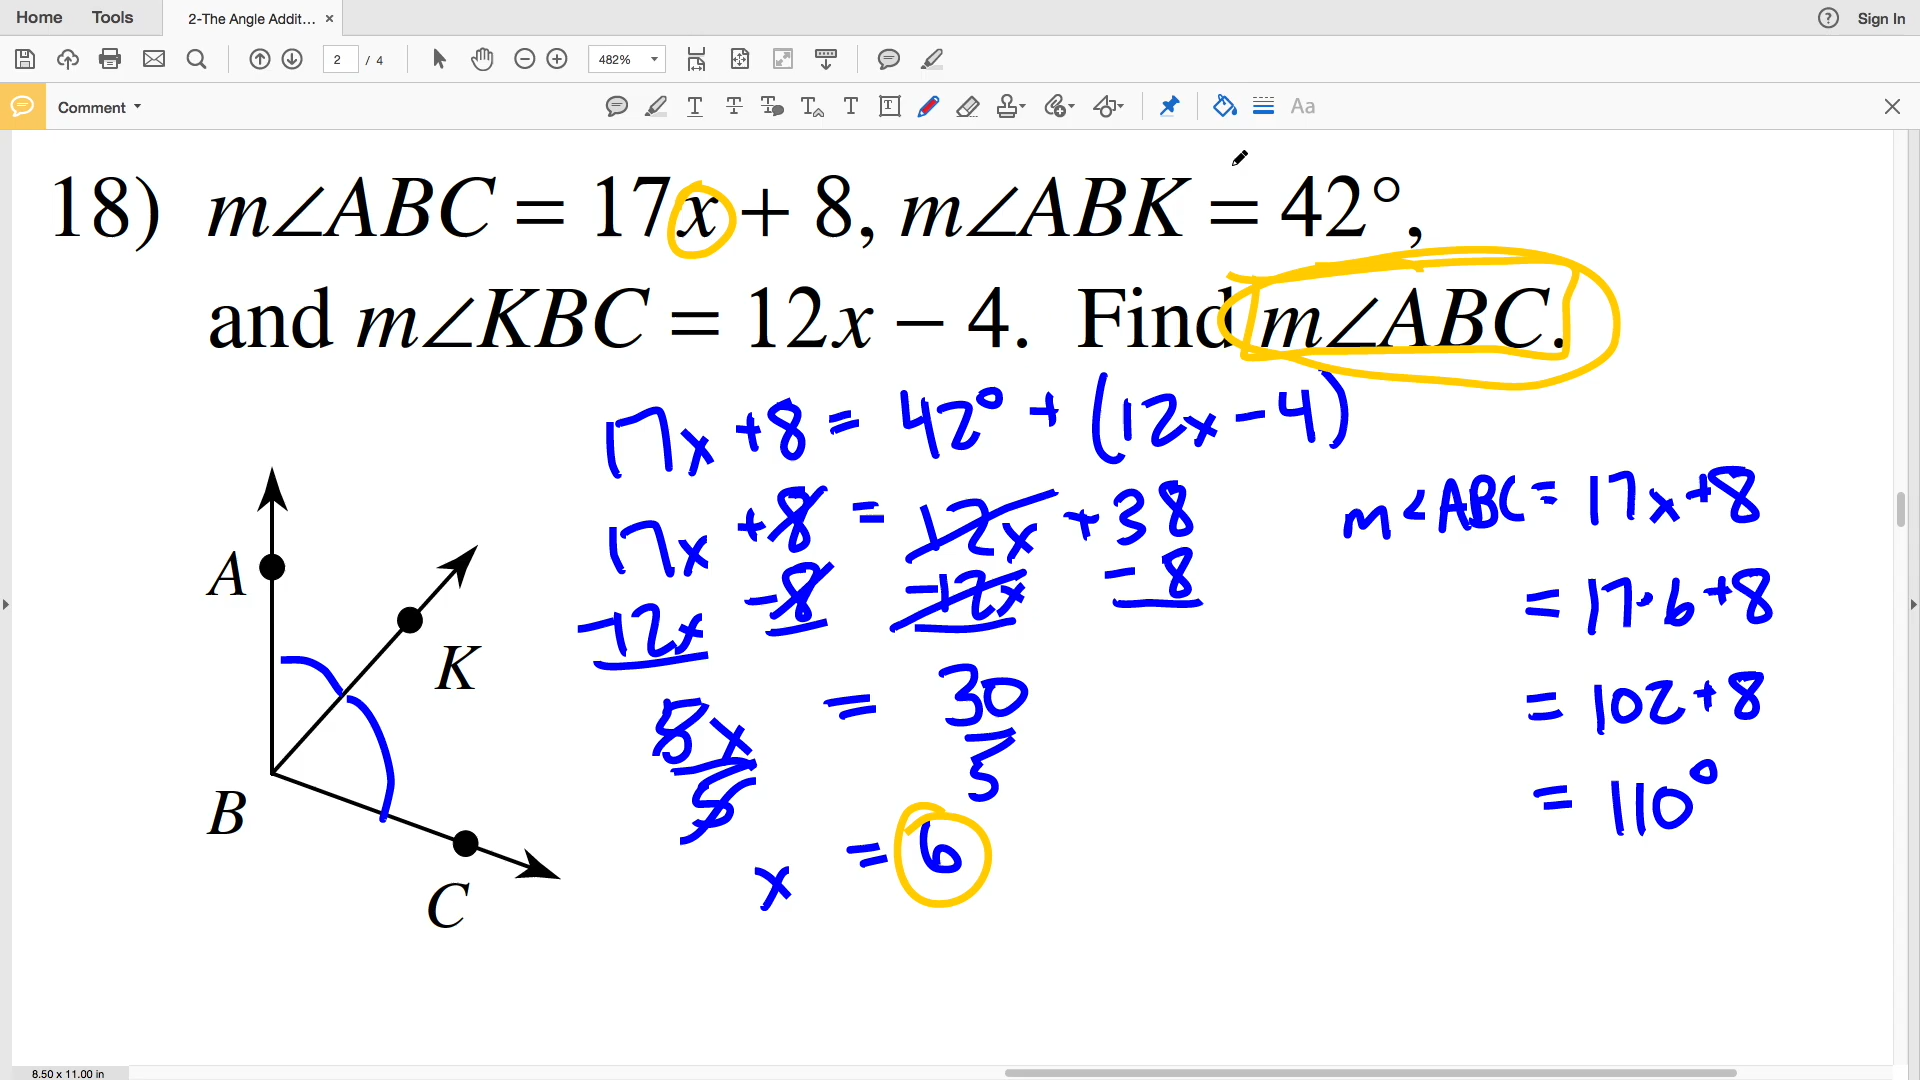 Home Tools 2-The Angle Addit... × ? Sign In
2 / 4 482%
Comment T T T T T T Aa
18) m∠ABC = 17x + 8, m∠ABK = 42°,
and m∠KBC = 12x − 4. Find m∠ABC.
17x + 8 = 42° + (12x − 4)
17x + 8 = 12x + 38
−12x −8 −12x − 8
5x = 30
5 5
x = 6
m∠ABC = 17x + 8
= 17·6 + 8
= 102 + 8
= 110°
A
K
B
C
8.50 x 11.00 in